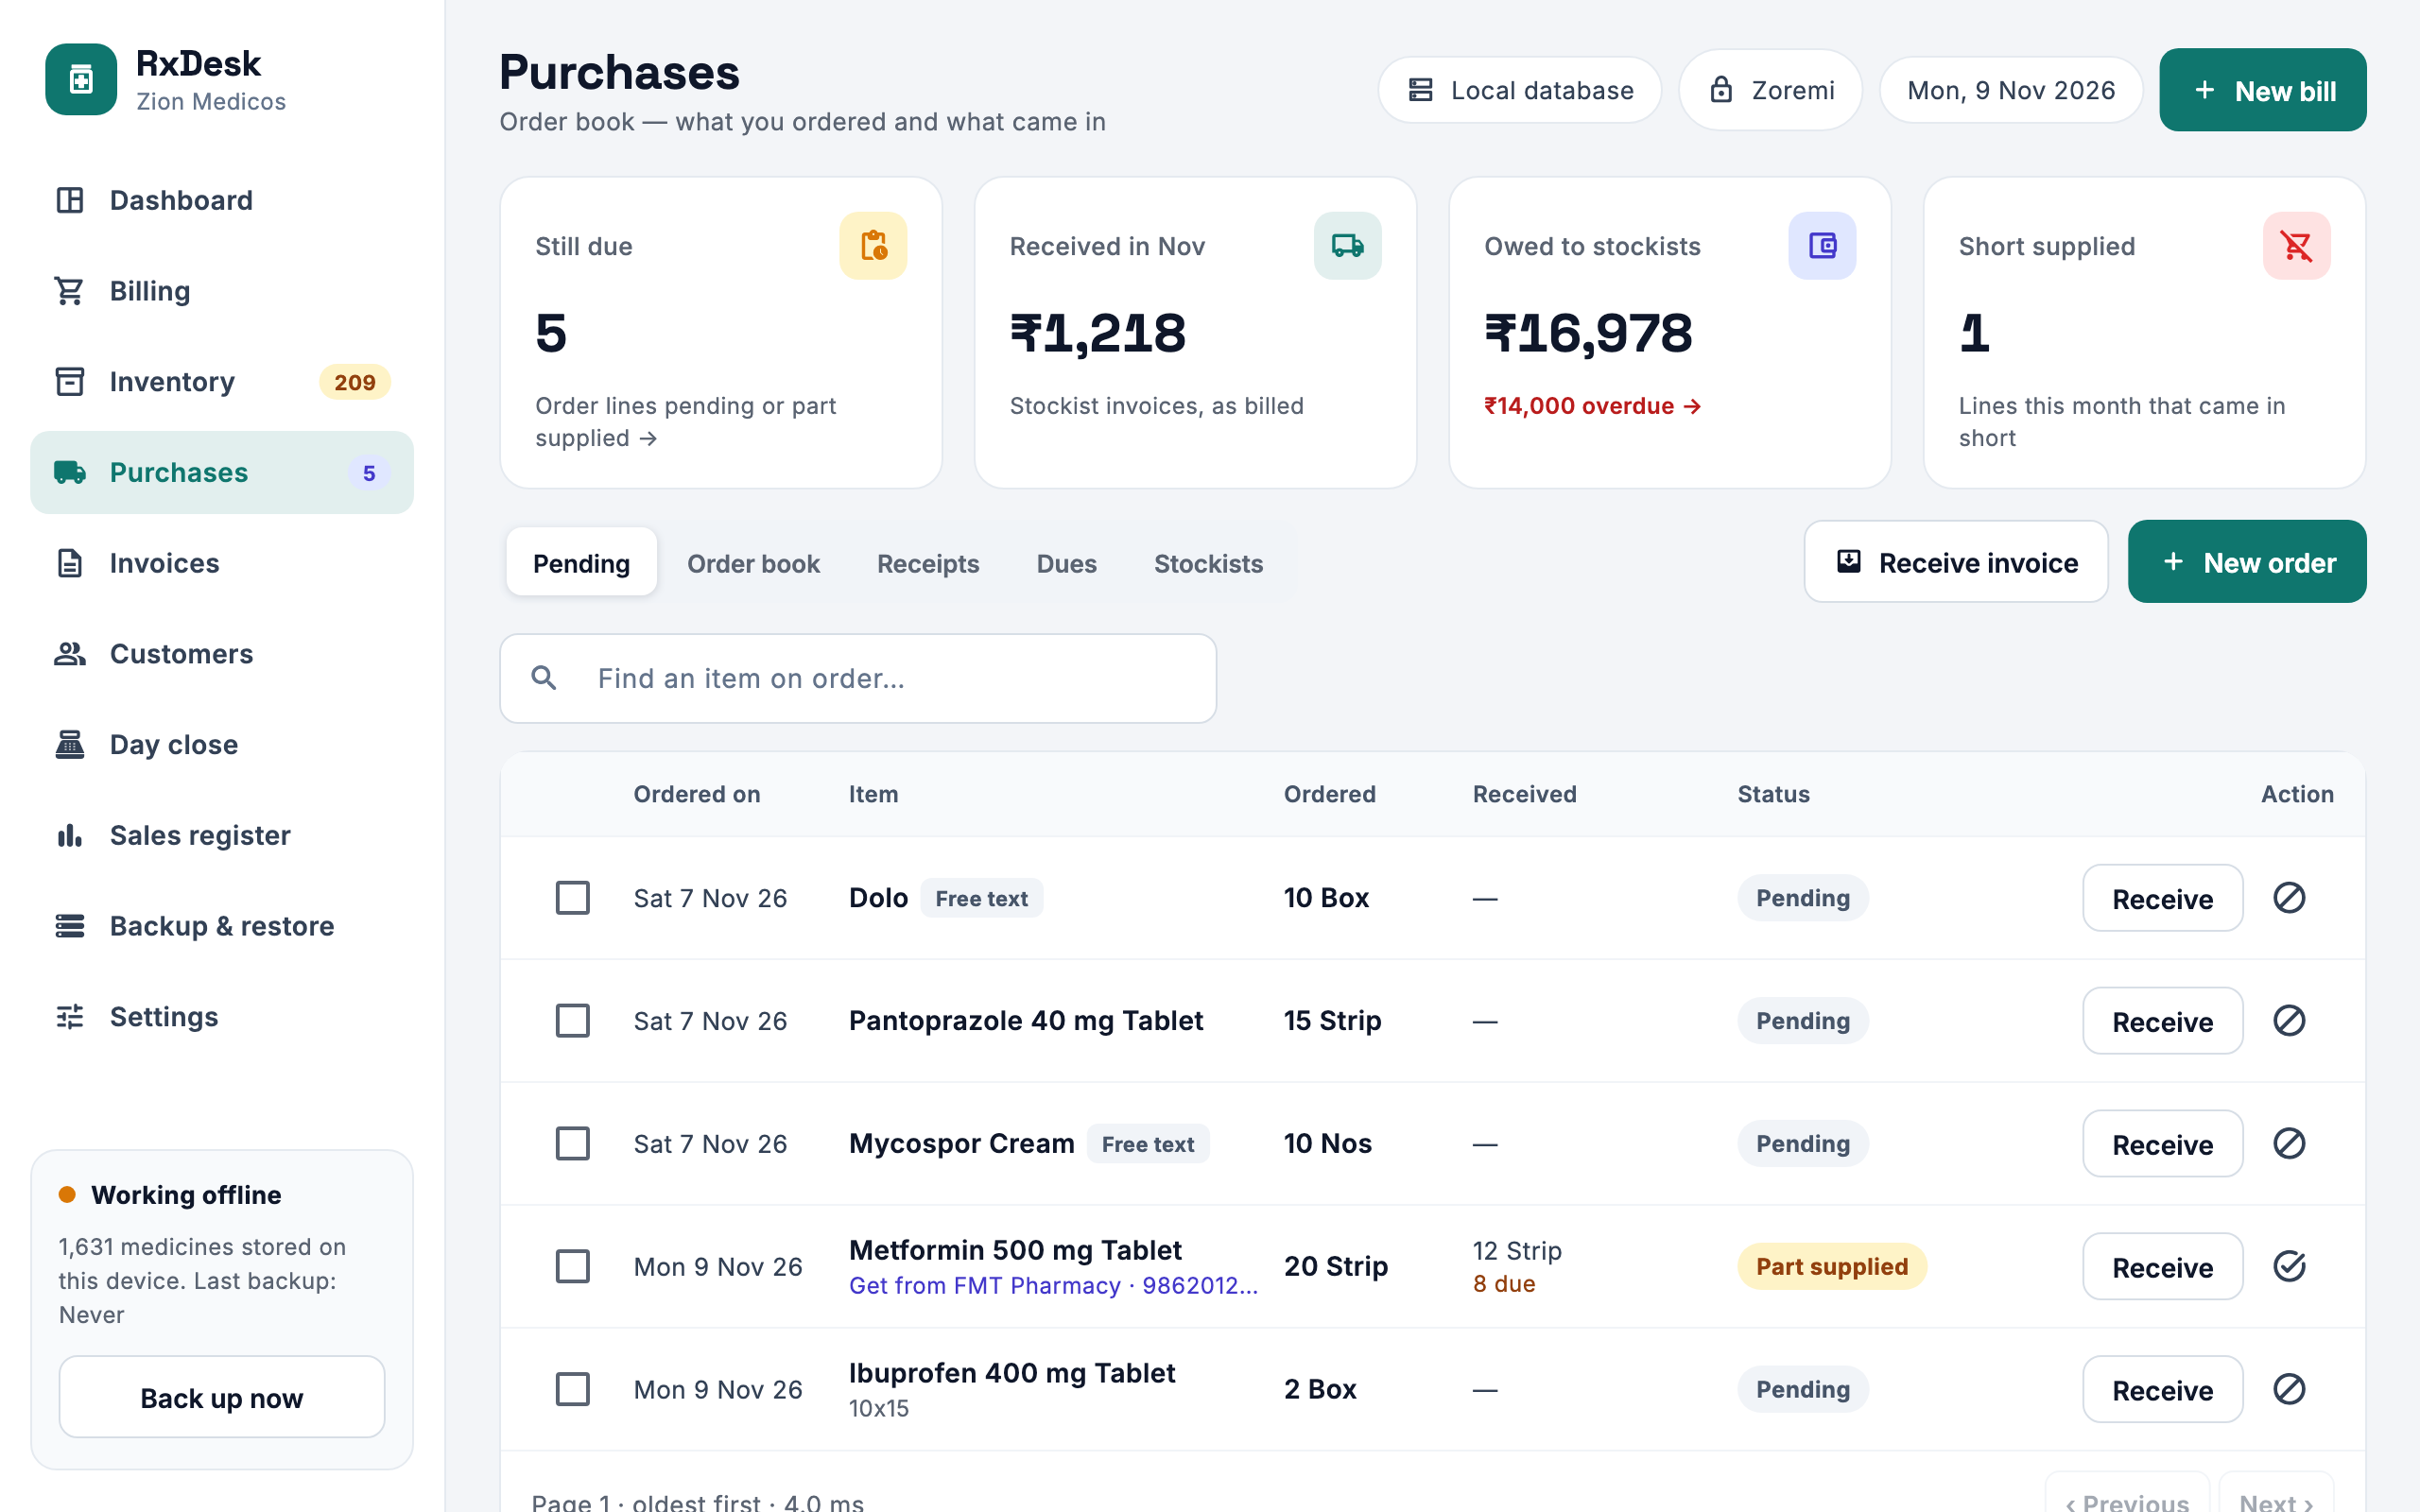 RxDesk
Zion Medicos
Dashboard
Billing
Inventory 209
Purchases 5
Invoices
Customers
Day close
Sales register
Backup & restore
Settings
Working offline
1,631 medicines stored on
this device. Last backup:
Never
Back up now
Purchases
Order book — what you ordered and what came in
Local database
Zoremi
Mon, 9 Nov 2026
+ New bill
Still due
5
Order lines pending or part
supplied →
Received in Nov
₹1,218
Stockist invoices, as billed
Owed to stockists
₹16,978
₹14,000 overdue →
Short supplied
1
Lines this month that came in
short
Pending Order book Receipts Dues Stockists
Receive invoice
+ New order
Find an item on order...
Ordered on Item Ordered Received Status Action
Sat 7 Nov 26 Dolo Free text 10 Box — Pending Receive
Sat 7 Nov 26 Pantoprazole 40 mg Tablet 15 Strip — Pending Receive
Sat 7 Nov 26 Mycospor Cream Free text 10 Nos — Pending Receive
Mon 9 Nov 26 Metformin 500 mg Tablet 20 Strip 12 Strip Part supplied Receive
Get from FMT Pharmacy · 9862012... 8 due
Mon 9 Nov 26 Ibuprofen 400 mg Tablet 2 Box — Pending Receive
10x15
Page 1 · oldest first · 4.0 ms
‹ Previous Next ›